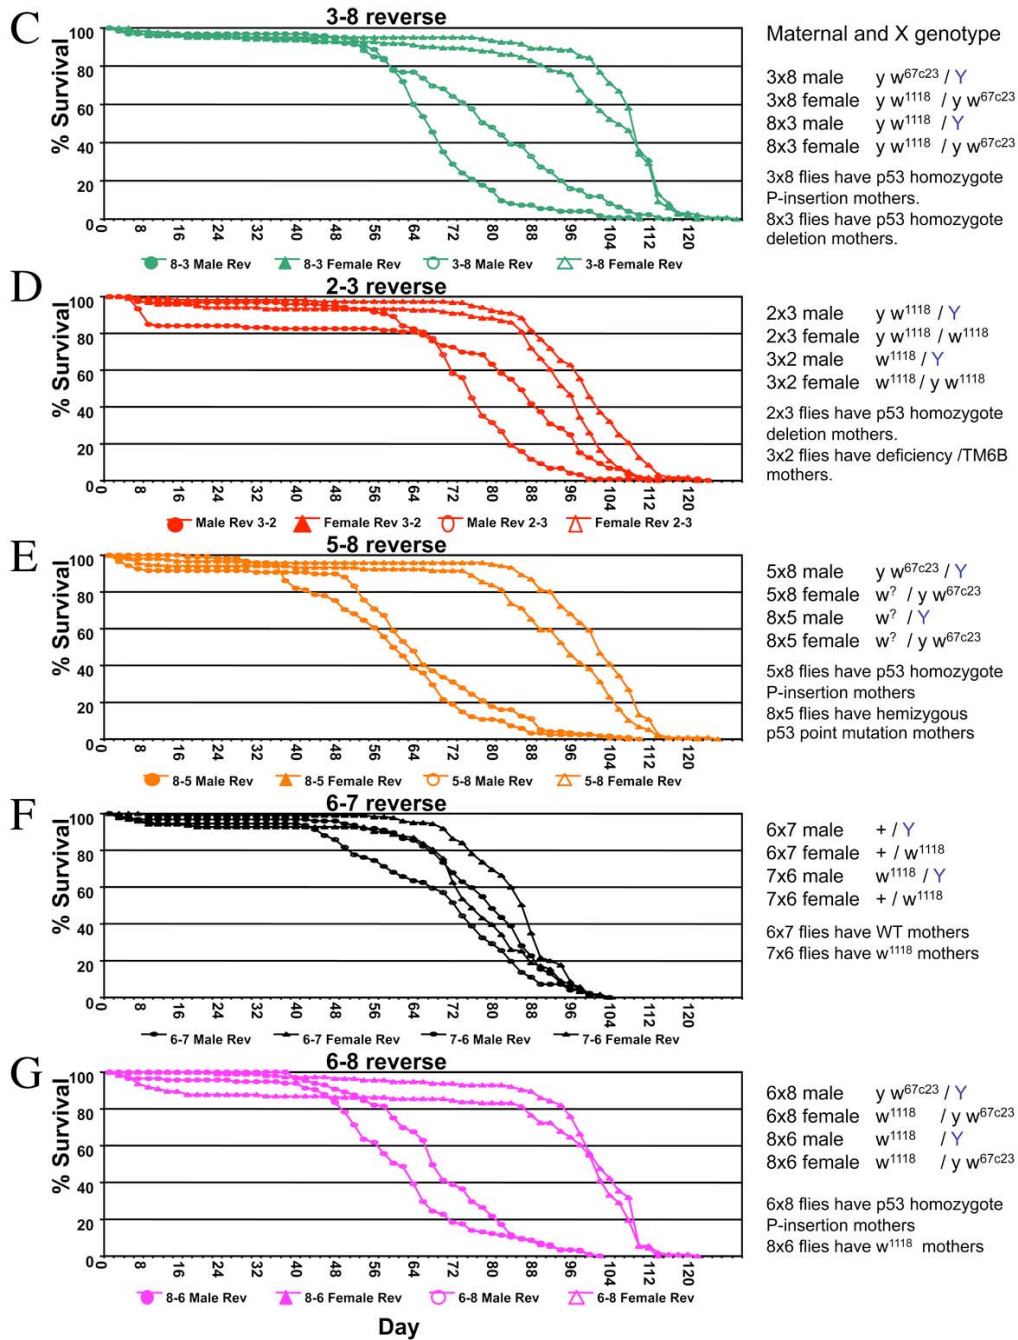 C
3-8 reverse
% Survival
100
80
60
40
20
0
0 8 16 24 32 40 48 56 64 72 80 88 96 104 112 120
8-3 Male Rev 8-3 Female Rev 3-8 Male Rev 3-8 Female Rev
Maternal and X genotype
3x8 male y w67c23 / Y
3x8 female y w1118 / y w67c23
8x3 male y w1118 / Y
8x3 female y w1118 / y w67c23
3x8 flies have p53 homozygote
P-insertion mothers.
8x3 flies have p53 homozygote
deletion mothers.
D
2-3 reverse
% Survival
100
80
60
40
20
0
0 8 16 24 32 40 48 56 64 72 80 88 96 104 112 120
Male Rev 3-2 Female Rev 3-2 Male Rev 2-3 Female Rev 2-3
2x3 male y w1118 / Y
2x3 female y w1118 / w1118
3x2 male w1118 / Y
3x2 female w1118 / y w1118
2x3 flies have p53 homozygote
deletion mothers.
3x2 flies have deficiency /TM6B
mothers.
E
5-8 reverse
% Survival
100
80
60
40
20
0
0 8 16 24 32 40 48 56 64 72 80 88 96 104 112 120
8-5 Male Rev 8-5 Female Rev 5-8 Male Rev 5-8 Female Rev
5x8 male y w67c23 / Y
5x8 female w? / y w67c23
8x5 male w? / Y
8x5 female w? / y w67c23
5x8 flies have p53 homozygote
P-insertion mothers
8x5 flies have hemizygous
p53 point mutation mothers
F
6-7 reverse
% Survival
100
80
60
40
20
0
0 8 16 24 32 40 48 56 64 72 80 88 96 104 112 120
6-7 Male Rev 6-7 Female Rev 7-6 Male Rev 7-6 Female Rev
6x7 male + / Y
6x7 female + / w1118
7x6 male w1118 / Y
7x6 female + / w1118
6x7 flies have WT mothers
7x6 flies have w1118 mothers
G
6-8 reverse
% Survival
100
80
60
40
20
0
0 8 16 24 32 40 48 56 64 72 80 88 96 104 112 120
8-6 Male Rev 8-6 Female Rev 6-8 Male Rev 6-8 Female Rev
Day
6x8 male y w67c23 / Y
6x8 female w1118 / y w67c23
8x6 male w1118 / Y
8x6 female w1118 / y w67c23
6x8 flies have p53 homozygote
P-insertion mothers
8x6 flies have w1118 mothers